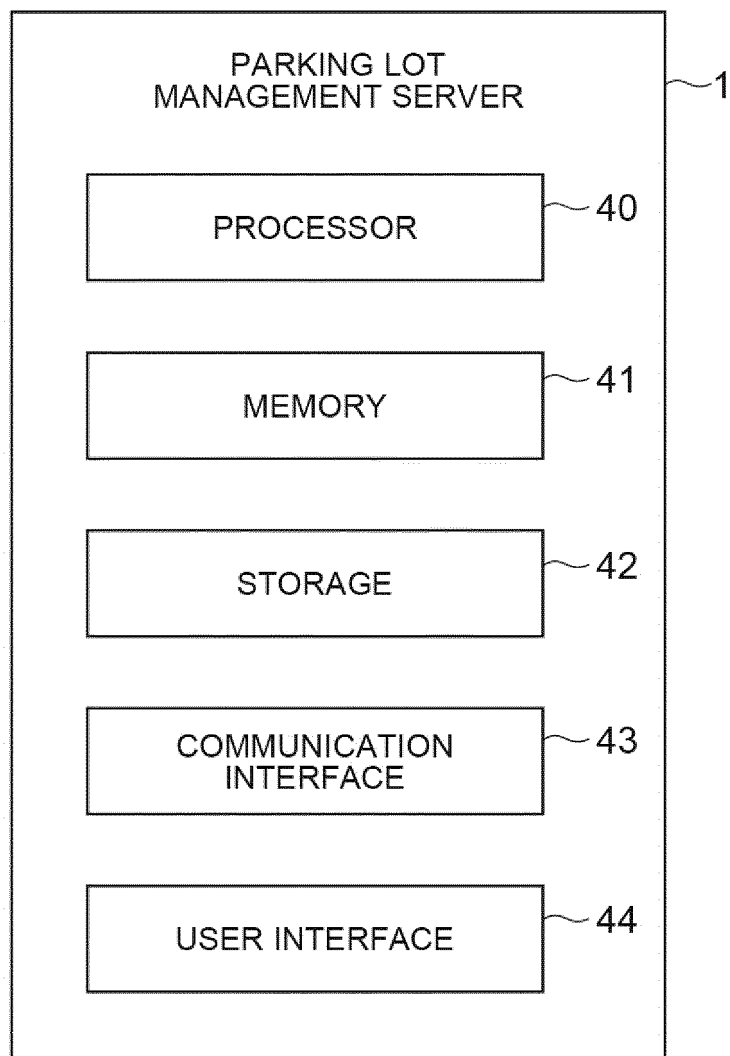 PARKING LOT
MANAGEMENT SERVER
1
PROCESSOR
40
MEMORY
41
STORAGE
42
COMMUNICATION
INTERFACE
43
USER INTERFACE
44